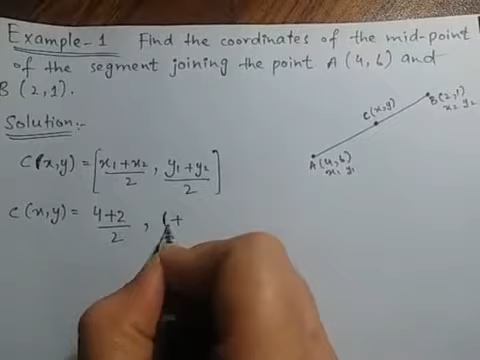 Example-1 Find the coordinates of the mid-point
of the segment joining the point A(4,6) and
B(2,1).
Solution:-
C(x,y) = [x₁+x₂/2, y₁+y₂/2]
C(x,y) = 4+2/2, (+
C(x,y)
B(2,1)
x₂ y₂
A(4,6)
x₁ y₁